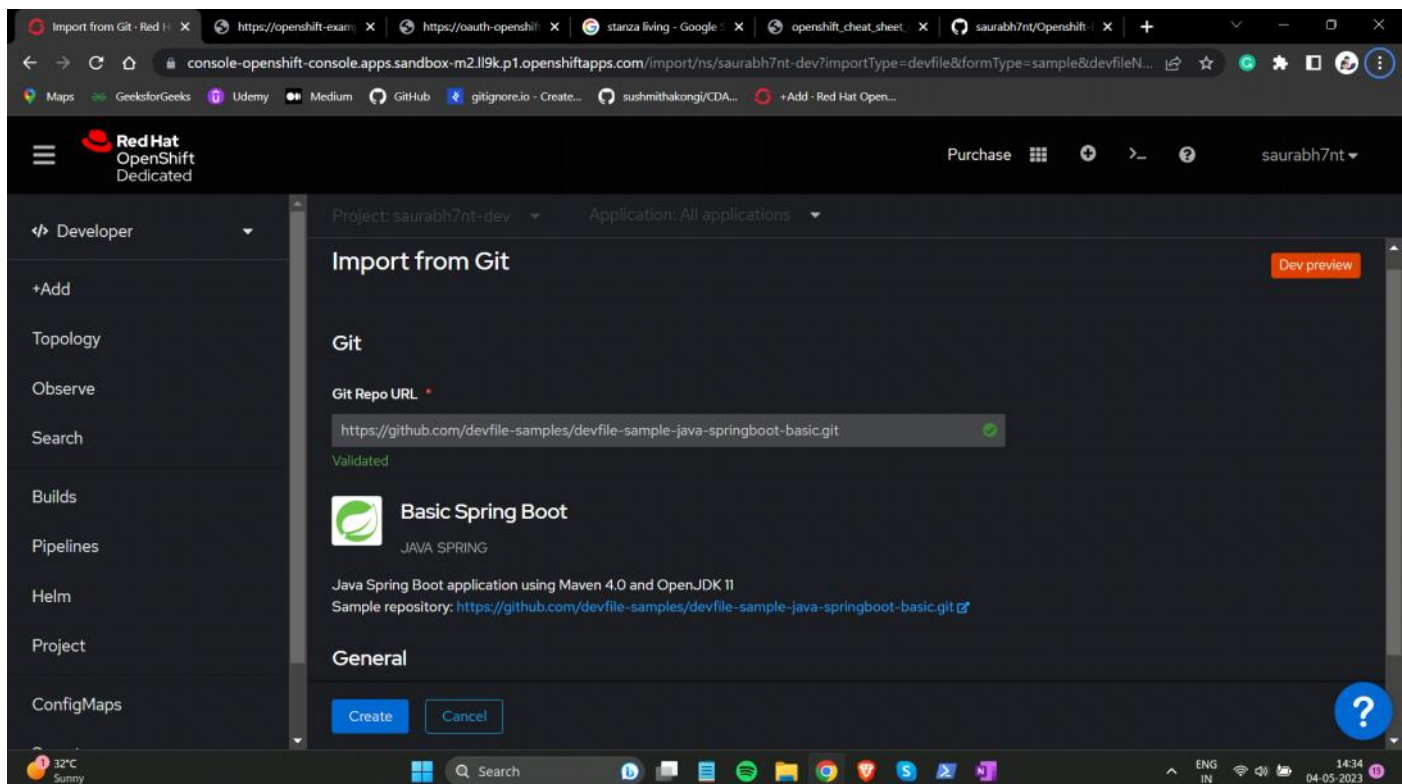 Import from Git - Red H
https://openshift-exam
https://oauth-openshift
stanza living - Google S
openshift_cheat_sheet_
saurabh7nt/Openshift-
console-openshift-console.apps.sandbox-m2.ll9k.p1.openshiftapps.com/import/ns/saurabh7nt-dev?importType=devfile&formType=sample&devfileN...
Maps GeeksforGeeks Udemy Medium GitHub gitignore.io - Create... sushmithakongi/CDA... +Add · Red Hat Open...
Red Hat
OpenShift
Dedicated
Purchase
saurabh7nt
</> Developer
Project: saurabh7nt-dev
Application: All applications
Import from Git
Dev preview
+Add
Topology
Observe
Search
Builds
Pipelines
Helm
Project
ConfigMaps
Git
Git Repo URL *
https://github.com/devfile-samples/devfile-sample-java-springboot-basic.git
Validated
Basic Spring Boot
JAVA SPRING
Java Spring Boot application using Maven 4.0 and OpenJDK 11
Sample repository: https://github.com/devfile-samples/devfile-sample-java-springboot-basic.git
General
Create
Cancel
?
1
32°C
Sunny
Search
ENG
IN
14:34
04-05-2023
15